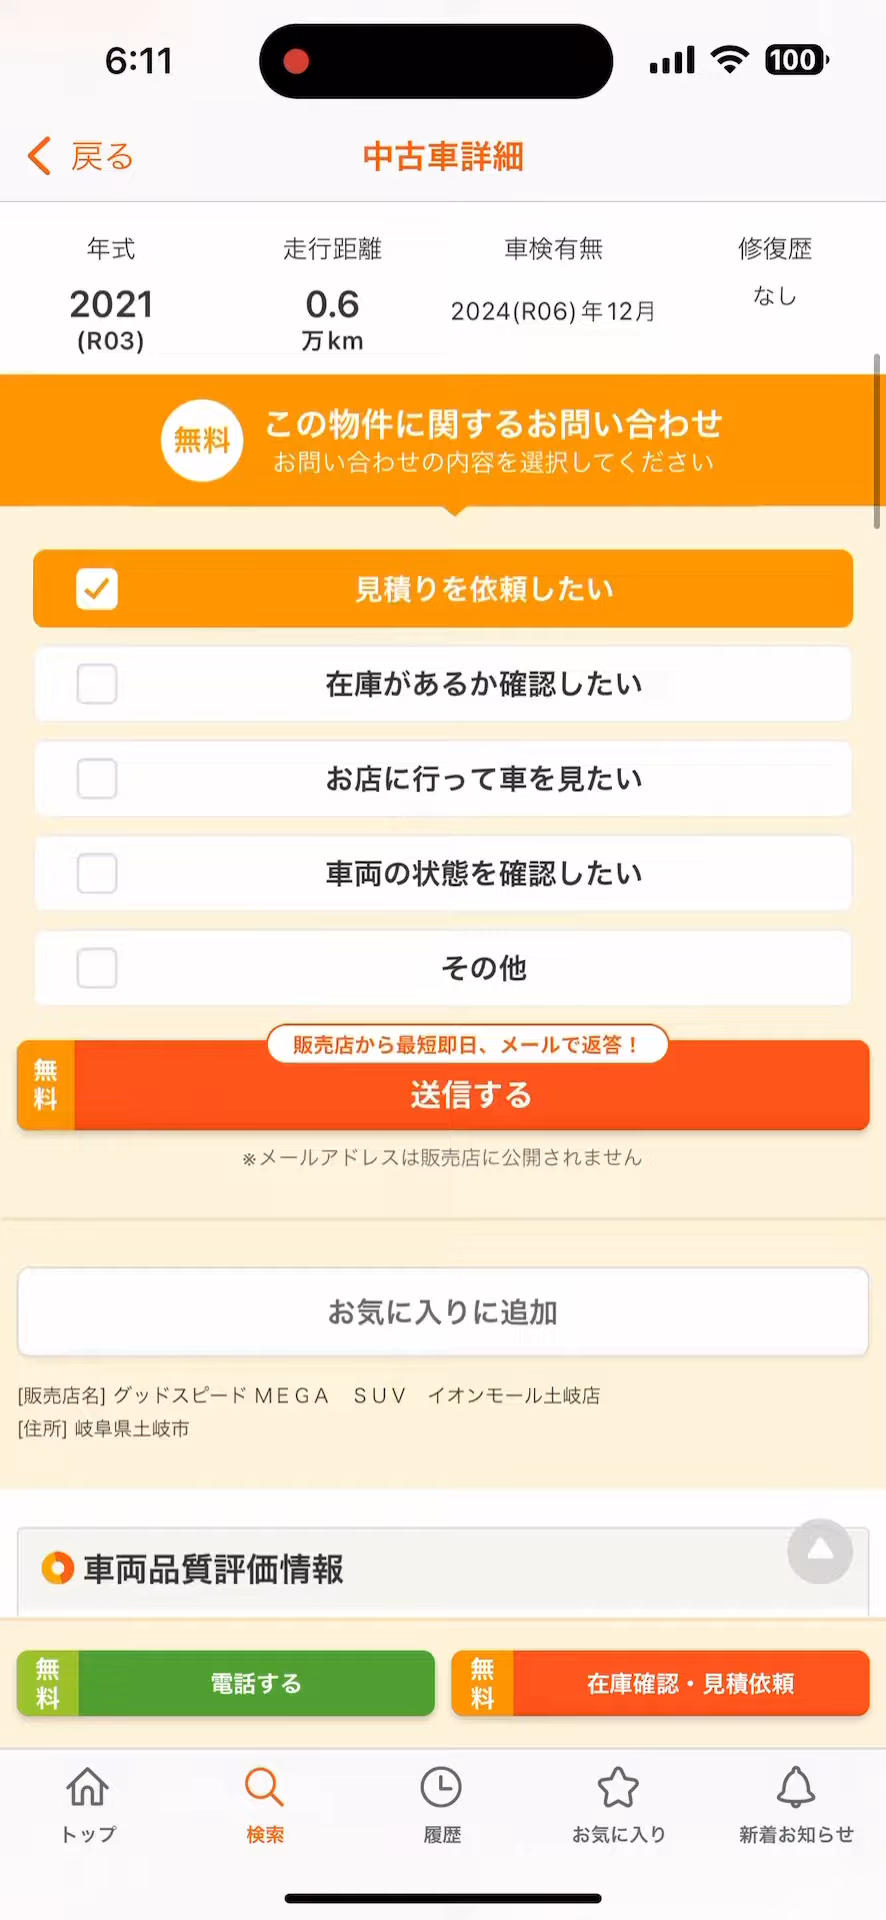 6:11
100
戻る
中古車詳細
年式
走行距離
車検有無
修復歴
2021
(R03)
0.6
万km
2024(R06)年12月
なし
無料
この物件に関するお問い合わせ
お問い合わせの内容を選択してください
見積りを依頼したい
在庫があるか確認したい
お店に行って車を見たい
車両の状態を確認したい
その他
販売店から最短即日、メールで返答！
無料
送信する
※メールアドレスは販売店に公開されません
お気に入りに追加
[販売店名] グッドスピードＭＥＧＡ　ＳＵＶ　イオンモール土岐店
[住所] 岐阜県土岐市
車両品質評価情報
無料
電話する
無料
在庫確認・見積依頼
トップ
検索
履歴
お気に入り
新着お知らせ